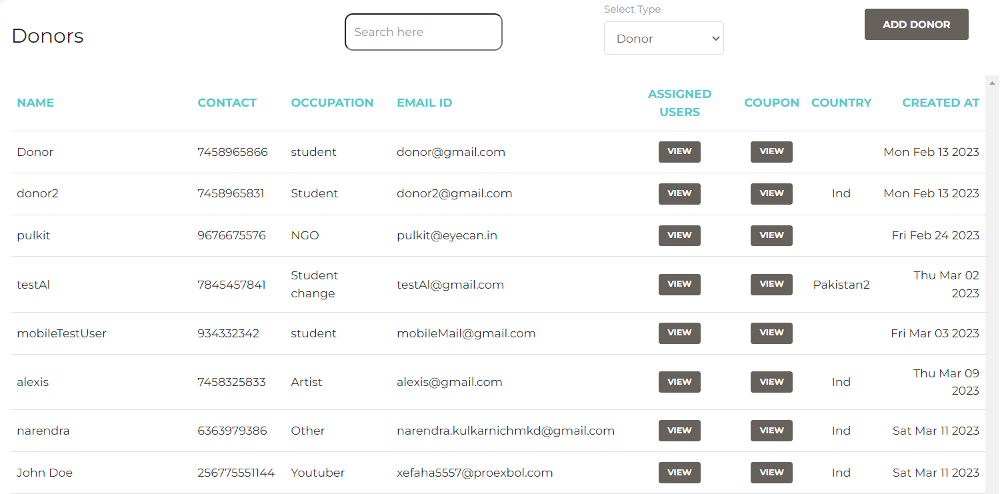 Donors
Search here
Select Type
Donor
ADD DONOR
NAME CONTACT OCCUPATION EMAIL ID ASSIGNED USERS COUPON COUNTRY CREATED AT
Donor 7458965866 student donor@gmail.com VIEW VIEW Mon Feb 13 2023
donor2 7458965831 Student donor2@gmail.com VIEW VIEW Ind Mon Feb 13 2023
pulkit 9676675576 NGO pulkit@eyecan.in VIEW VIEW Fri Feb 24 2023
testAl 7845457841 Student change testAl@gmail.com VIEW VIEW Pakistan2 Thu Mar 02 2023
mobileTestUser 934332342 student mobileMail@gmail.com VIEW VIEW Fri Mar 03 2023
alexis 7458325833 Artist alexis@gmail.com VIEW VIEW Ind Thu Mar 09 2023
narendra 6363979386 Other narendra.kulkarnichmkd@gmail.com VIEW VIEW Ind Sat Mar 11 2023
John Doe 256775551144 Youtuber xefaha5557@proexbol.com VIEW VIEW Ind Sat Mar 11 2023